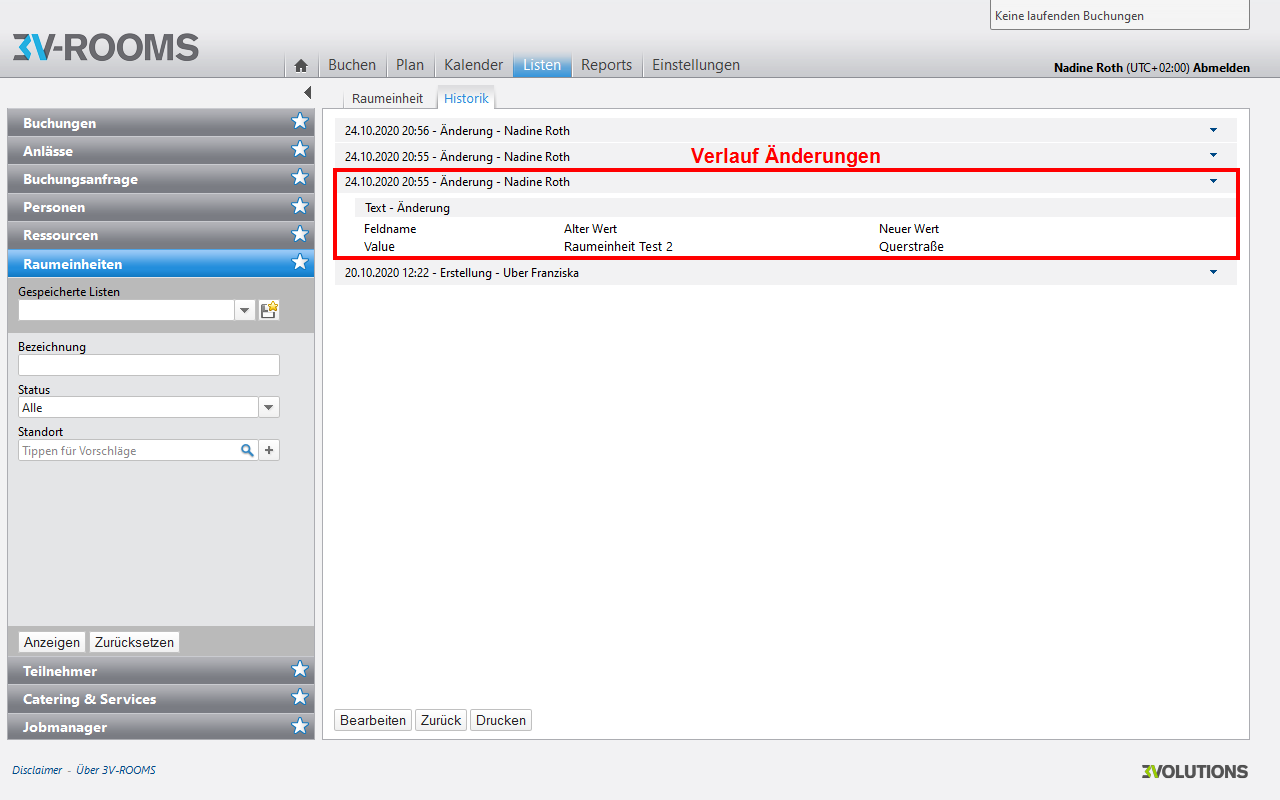 Keine laufenden Buchungen
3V-ROOMS
Buchen Plan Kalender Listen Reports Einstellungen
Nadine Roth (UTC+02:00) Abmelden
Raumeinheit Historik
Buchungen
Anlässe
Buchungsanfrage
Personen
Ressourcen
Raumeinheiten
Gespeicherte Listen
Bezeichnung
Status
Alle
Standort
Tippen für Vorschläge
Anzeigen Zurücksetzen
Teilnehmer
Catering & Services
Jobmanager
24.10.2020 20:56 - Änderung - Nadine Roth
24.10.2020 20:55 - Änderung - Nadine Roth
Verlauf Änderungen
24.10.2020 20:55 - Änderung - Nadine Roth
Text - Änderung
Feldname Alter Wert Neuer Wert
Value Raumeinheit Test 2 Querstraße
20.10.2020 12:22 - Erstellung - Uber Franziska
Bearbeiten Zurück Drucken
Disclaimer - Über 3V-ROOMS
3VOLUTIONS